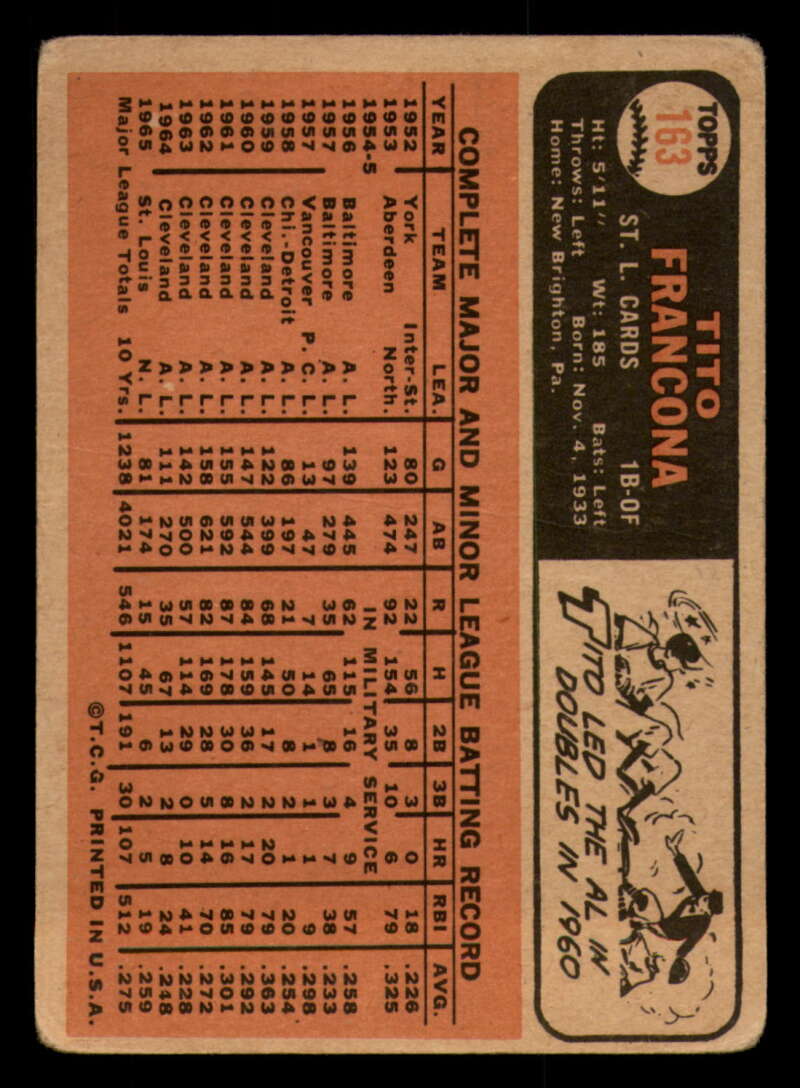 TOPPS
163
TITO
FRANCONA
ST. L. CARDS 1B-OF
Ht: 5'11" Wt: 185 Bats: Left
Throws: Left Born: Nov. 4, 1933
Home: New Brighton, Pa.
TITO LED THE AL IN
DOUBLES IN 1960
COMPLETE MAJOR AND MINOR LEAGUE BATTING RECORD
YEAR TEAM LEA. G AB R H 2B 3B HR RBI AVG.
1952 York Inter-St. 80 247 22 56 8 3 0 18 .226
1953 Aberdeen North. 123 474 92 154 35 10 6 79 .325
1954-5 IN MILITARY SERVICE
1956 Baltimore A. L. 139 445 62 115 16 4 9 57 .258
1957 Baltimore A. L. 97 279 35 65 8 3 7 38 .233
1957 Vancouver P. C. L. 13 47 7 14 1 1 1 9 .298
1958 Chi.-Detroit A. L. 86 197 21 50 8 2 1 20 .254
1959 Cleveland A. L. 122 399 68 145 17 2 20 79 .363
1960 Cleveland A. L. 147 544 84 159 36 2 17 79 .292
1961 Cleveland A. L. 155 592 87 178 30 8 16 85 .301
1962 Cleveland A. L. 158 621 82 169 28 5 14 70 .272
1963 Cleveland A. L. 142 500 57 114 29 0 10 41 .228
1964 Cleveland A. L. 111 270 35 67 13 2 8 24 .248
1965 St. Louis N. L. 81 174 15 45 6 2 5 19 .259
Major League Totals 10 Yrs. 1238 4021 546 1107 191 30 107 512 .275
©T.C.G. PRINTED IN U.S.A.